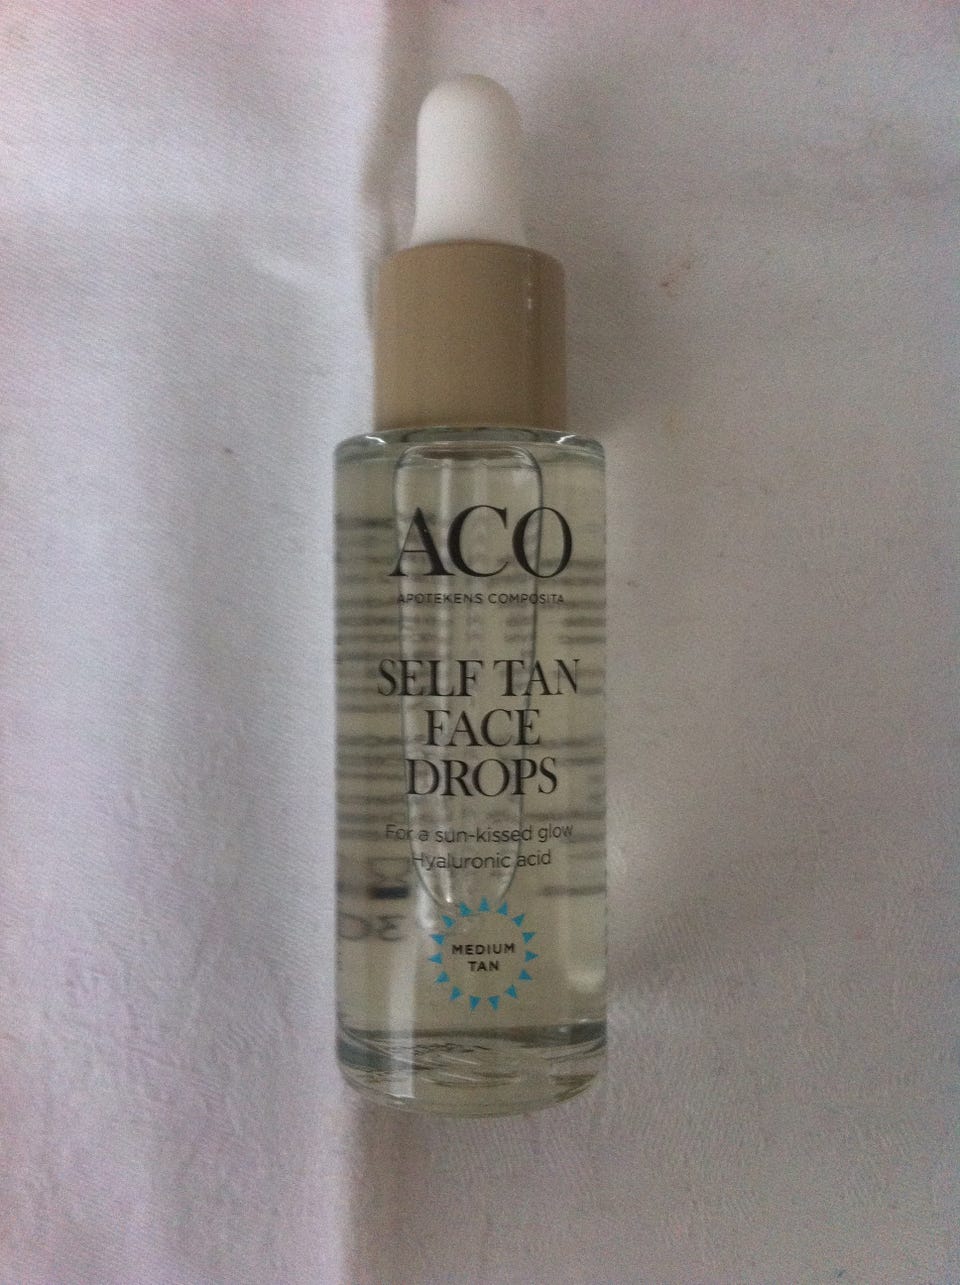 ACO
APOTEKENS COMPOSITA
SELF TAN
FACE
DROPS
For a sun-kissed glow
Hyaluronic acid
MEDIUM
TAN